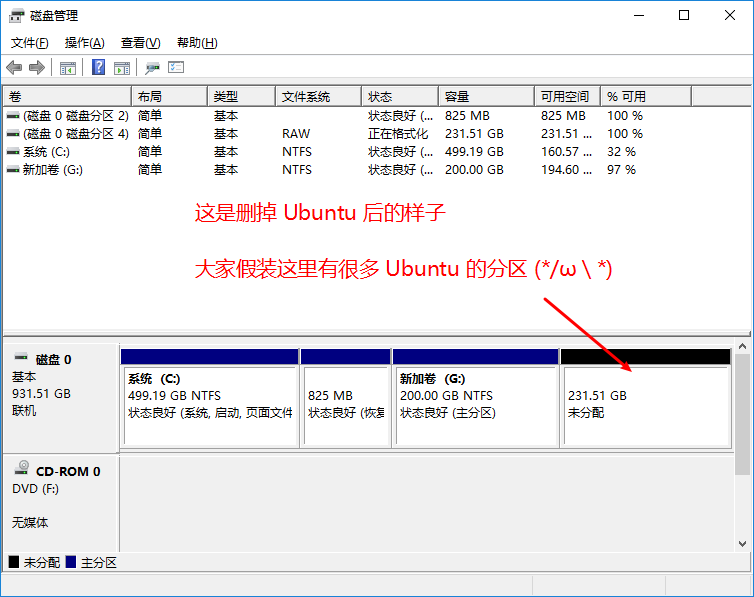 磁盘管理
文件(F) 操作(A) 查看(V) 帮助(H)
卷 布局 类型 文件系统 状态 容量 可用空间 % 可用
(磁盘 0 磁盘分区 2) 简单 基本 状态良好 (... 825 MB 825 MB 100 %
(磁盘 0 磁盘分区 4) 简单 基本 RAW 正在格式化 231.51 GB 231.51 ... 100 %
系统 (C:) 简单 基本 NTFS 状态良好 (... 499.19 GB 160.57 ... 32 %
新加卷 (G:) 简单 基本 NTFS 状态良好 (... 200.00 GB 194.60 ... 97 %
这是删掉 Ubuntu 后的样子
大家假装这里有很多 Ubuntu 的分区 (*/ω\*)
磁盘 0
基本
931.51 GB
联机
系统 (C:)
499.19 GB NTFS
状态良好 (系统, 启动, 页面文件
825 MB
状态良好 (恢复
新加卷 (G:)
200.00 GB NTFS
状态良好 (主分区)
231.51 GB
未分配
CD-ROM 0
DVD (F:)
无媒体
未分配 主分区